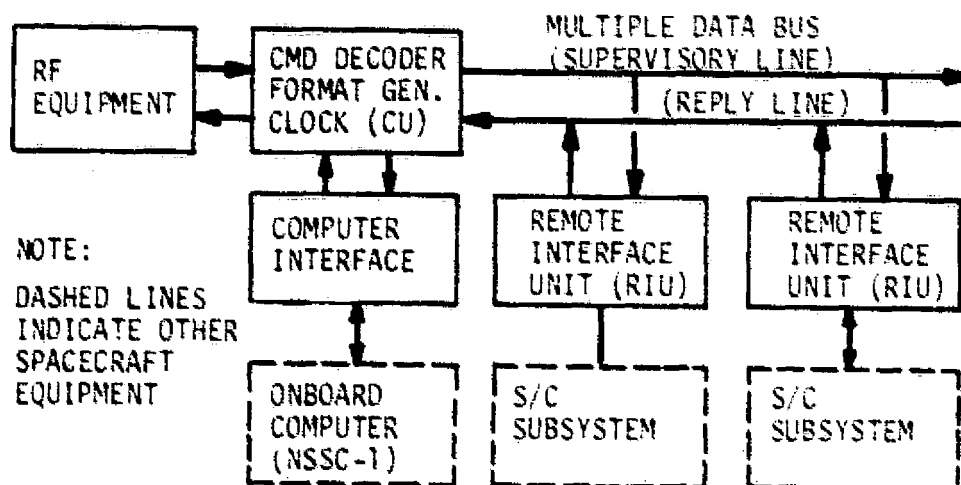 RF
EQUIPMENT
CMD DECODER
FORMAT GEN.
CLOCK (CU)
MULTIPLE DATA BUS
(SUPERVISORY LINE)
(REPLY LINE)
COMPUTER
INTERFACE
REMOTE
INTERFACE
UNIT (RIU)
REMOTE
INTERFACE
UNIT (RIU)
NOTE:
DASHED LINES
INDICATE OTHER
SPACECRAFT
EQUIPMENT
ONBOARD
COMPUTER
(NSSC-1)
S/C
SUBSYSTEM
S/C
SUBSYSTEM